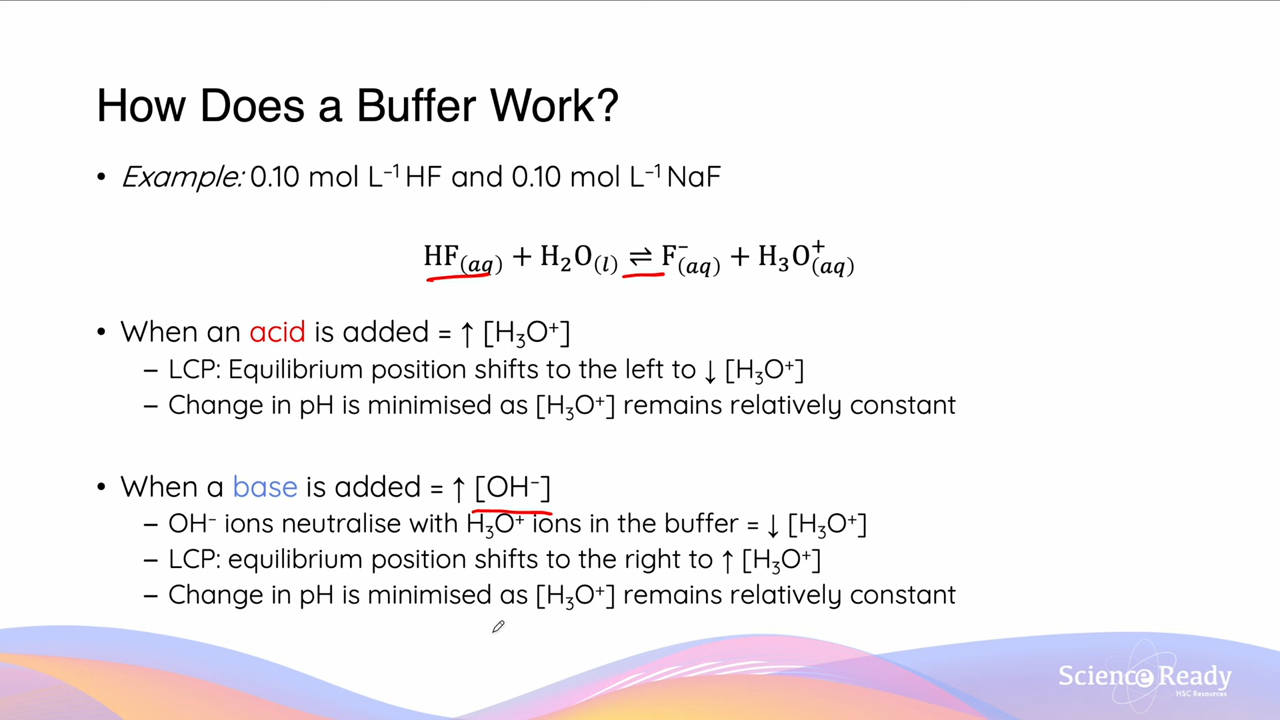 How Does a Buffer Work?
• Example: 0.10 mol L⁻¹ HF and 0.10 mol L⁻¹ NaF
HF(aq) + H₂O(l) ⇌ F⁻(aq) + H₃O⁺(aq)
• When an acid is added = ↑ [H₃O⁺]
– LCP: Equilibrium position shifts to the left to ↓ [H₃O⁺]
– Change in pH is minimised as [H₃O⁺] remains relatively constant
• When a base is added = ↑ [OH⁻]
– OH⁻ ions neutralise with H₃O⁺ ions in the buffer = ↓ [H₃O⁺]
– LCP: equilibrium position shifts to the right to ↑ [H₃O⁺]
– Change in pH is minimised as [H₃O⁺] remains relatively constant
Science Ready
HSC Resources